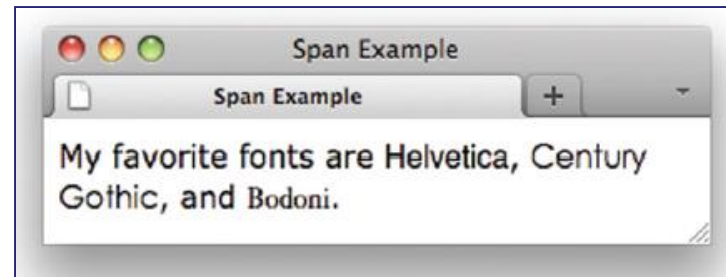 Span Example
Span Example +
My favorite fonts are Helvetica, Century
Gothic, and Bodoni.